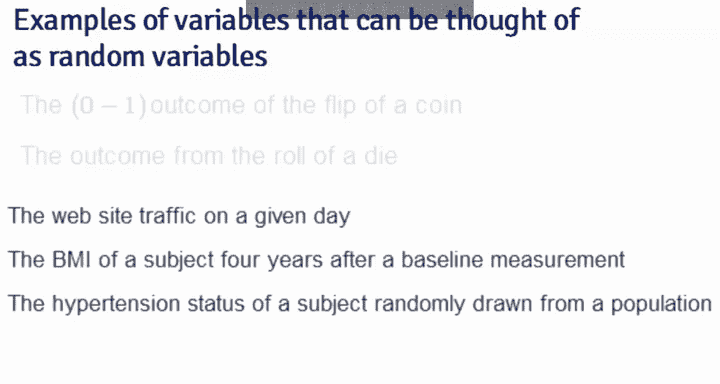 Examples of variables that can be thought of
as random variables
The (0 − 1) outcome of the flip of a coin
The outcome from the roll of a die
The web site traffic on a given day
The BMI of a subject four years after a baseline measurement
The hypertension status of a subject randomly drawn from a population